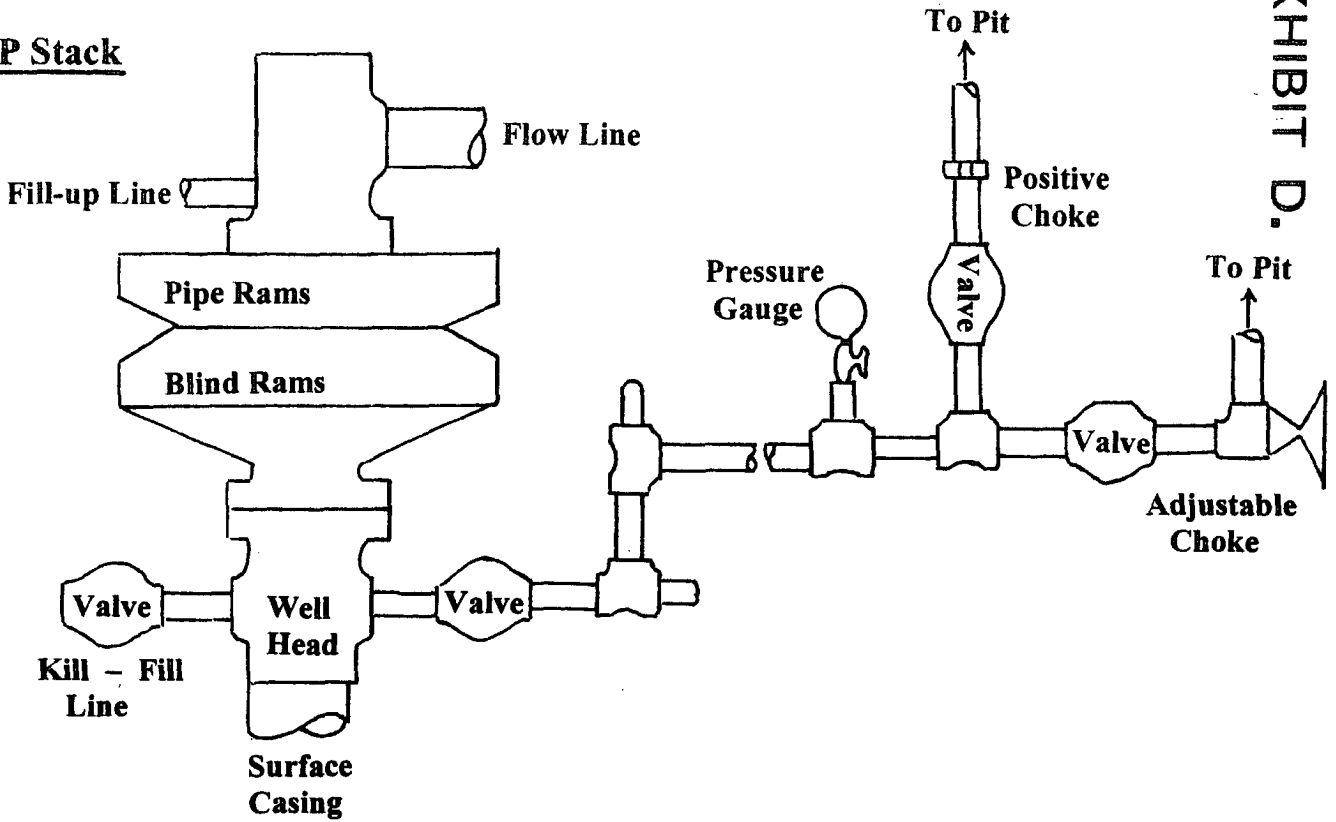 P Stack
To Pit
KHIBIT D.
Flow Line
Fill-up Line
Positive
Choke
Pressure
Gauge
Valve
To Pit
Pipe Rams
Blind Rams
Valve
Adjustable
Choke
Valve
Well
Head
Valve
Kill – Fill
Line
Surface
Casing